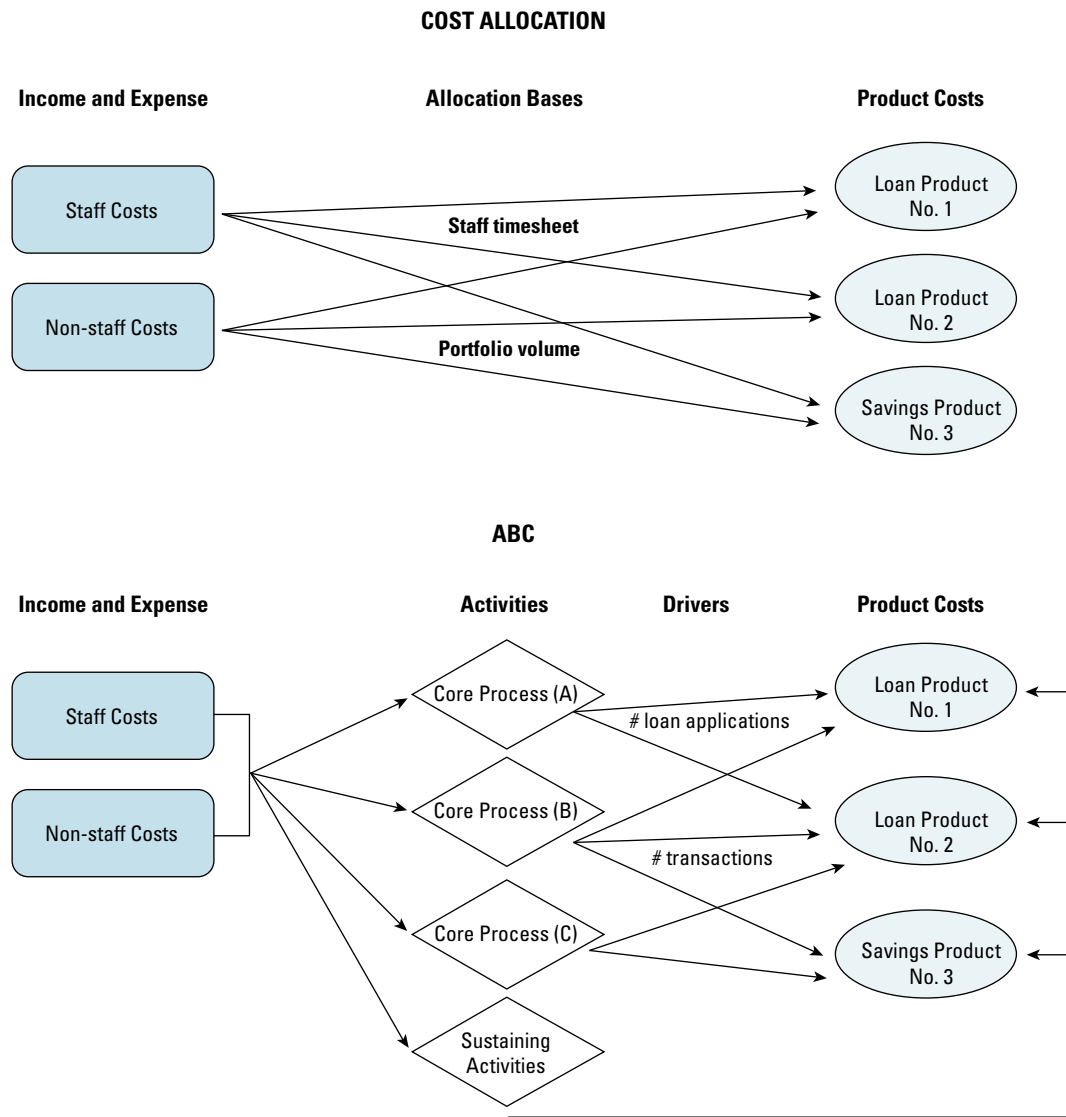 COST ALLOCATION
Income and Expense
Allocation Bases
Product Costs
Staff Costs
Non-staff Costs
Staff timesheet
Portfolio volume
Loan Product
No. 1
Loan Product
No. 2
Savings Product
No. 3
ABC
Income and Expense
Activities
Drivers
Product Costs
Staff Costs
Non-staff Costs
Core Process (A)
Core Process (B)
Core Process (C)
Sustaining
Activities
# loan applications
# transactions
Loan Product
No. 1
Loan Product
No. 2
Savings Product
No. 3